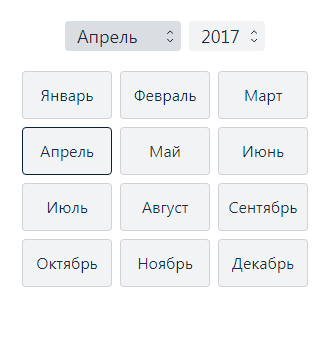 Апрель 2017
Январь Февраль Март
Апрель Май Июнь
Июль Август Сентябрь
Октябрь Ноябрь Декабрь